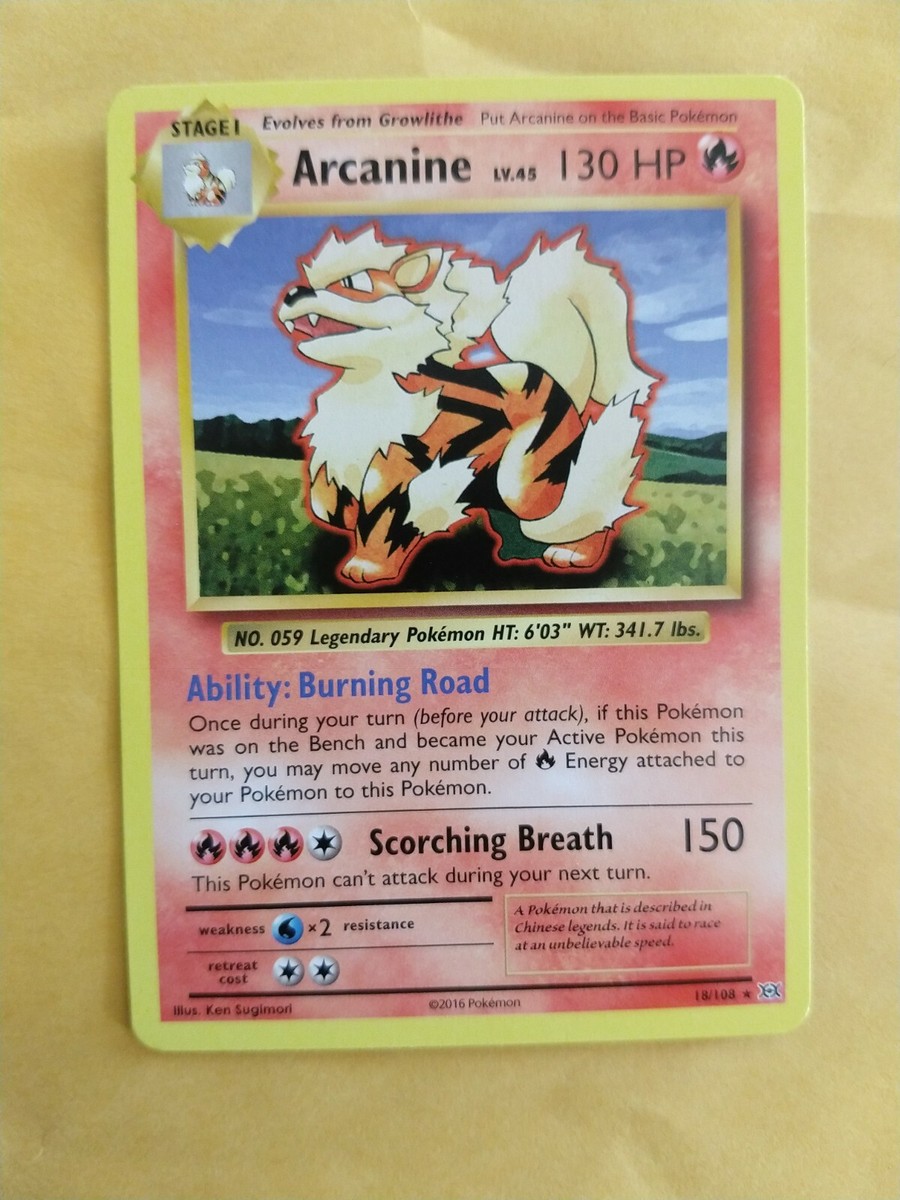 STAGE 1 Evolves from Growlithe Put Arcanine on the Basic Pokémon
Arcanine LV.45 130 HP
NO. 059 Legendary Pokémon HT: 6'03" WT: 341.7 lbs.
Ability: Burning Road
Once during your turn (before your attack), if this Pokémon
was on the Bench and became your Active Pokémon this
turn, you may move any number of Energy attached to
your Pokémon to this Pokémon.
Scorching Breath 150
This Pokémon can't attack during your next turn.
weakness ×2 resistance
retreat
cost
A Pokémon that is described in
Chinese legends. It is said to race
at an unbelievable speed.
Illus. Ken Sugimori
©2016 Pokémon
18/108 ★